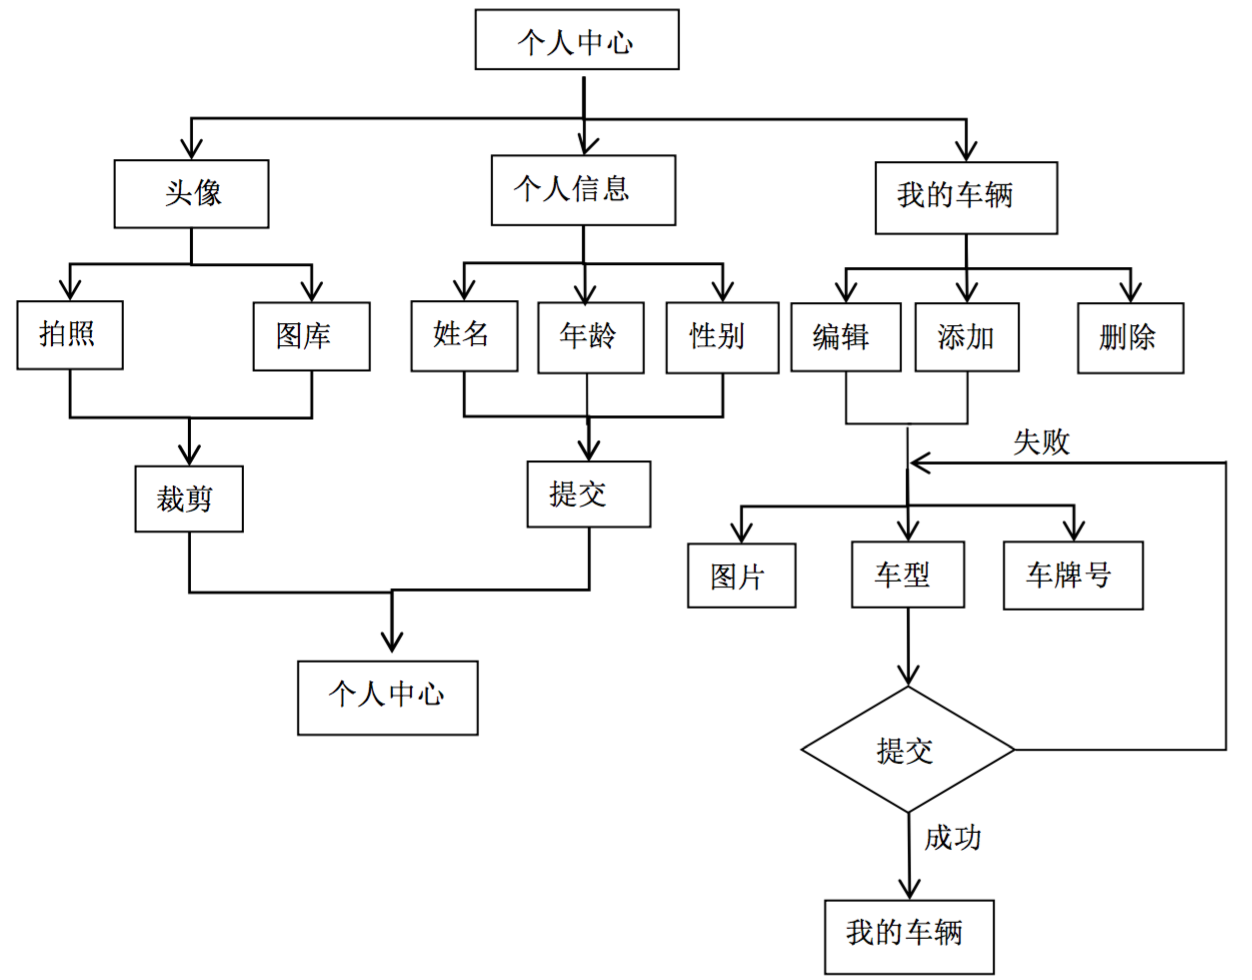 个人中心
头像
个人信息
我的车辆
拍照
图库
姓名
年龄
性别
编辑
添加
删除
失败
裁剪
提交
图片
车型
车牌号
个人中心
提交
成功
我的车辆